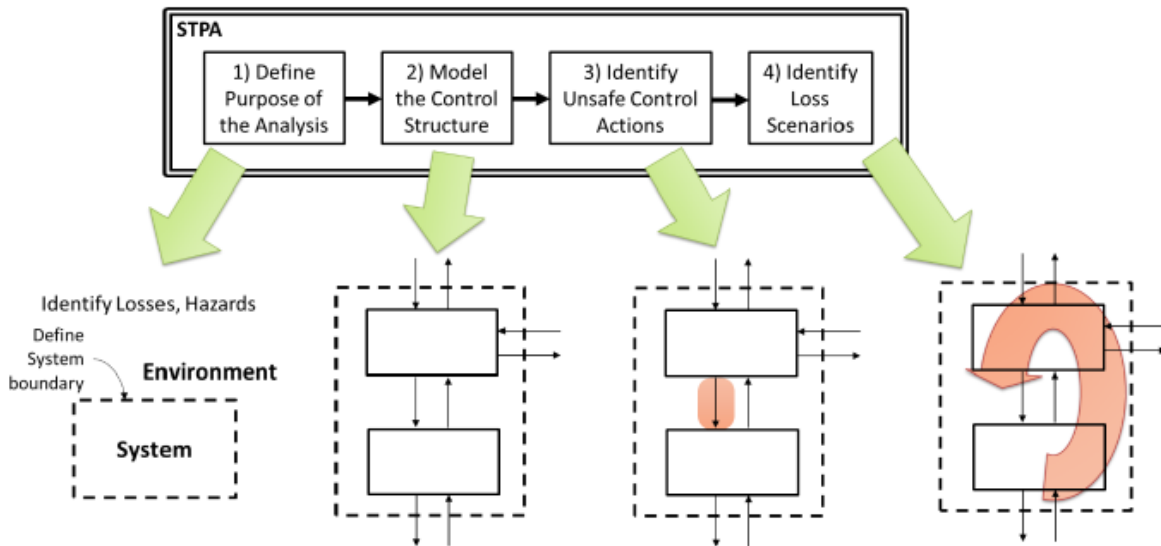 STPA
1) Define
Purpose of
the Analysis
2) Model
the Control
Structure
3) Identify
Unsafe Control
Actions
4) Identify
Loss
Scenarios
Identify Losses, Hazards
Define
System
boundary
Environment
System